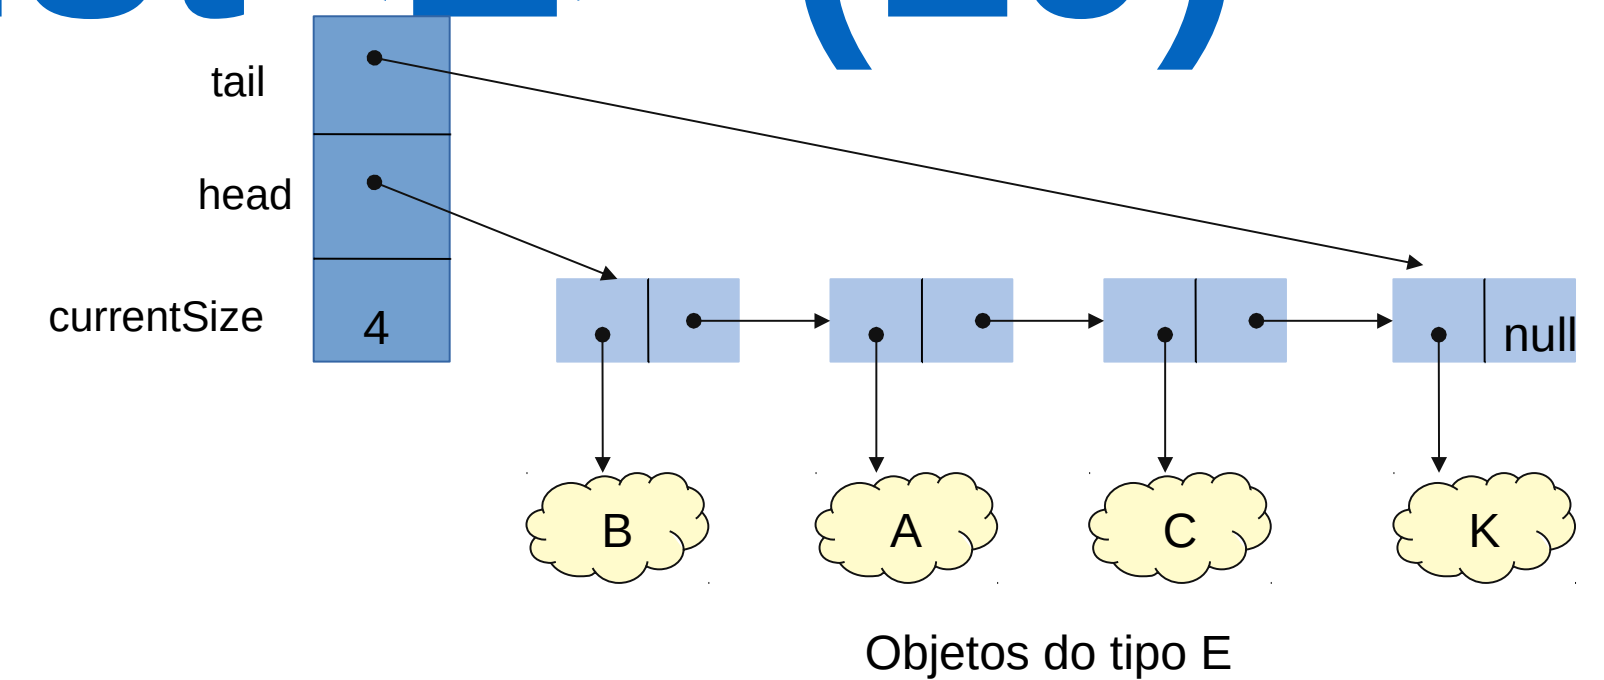 tail
head
currentSize
4
null
B
A
C
K
Objetos do tipo E